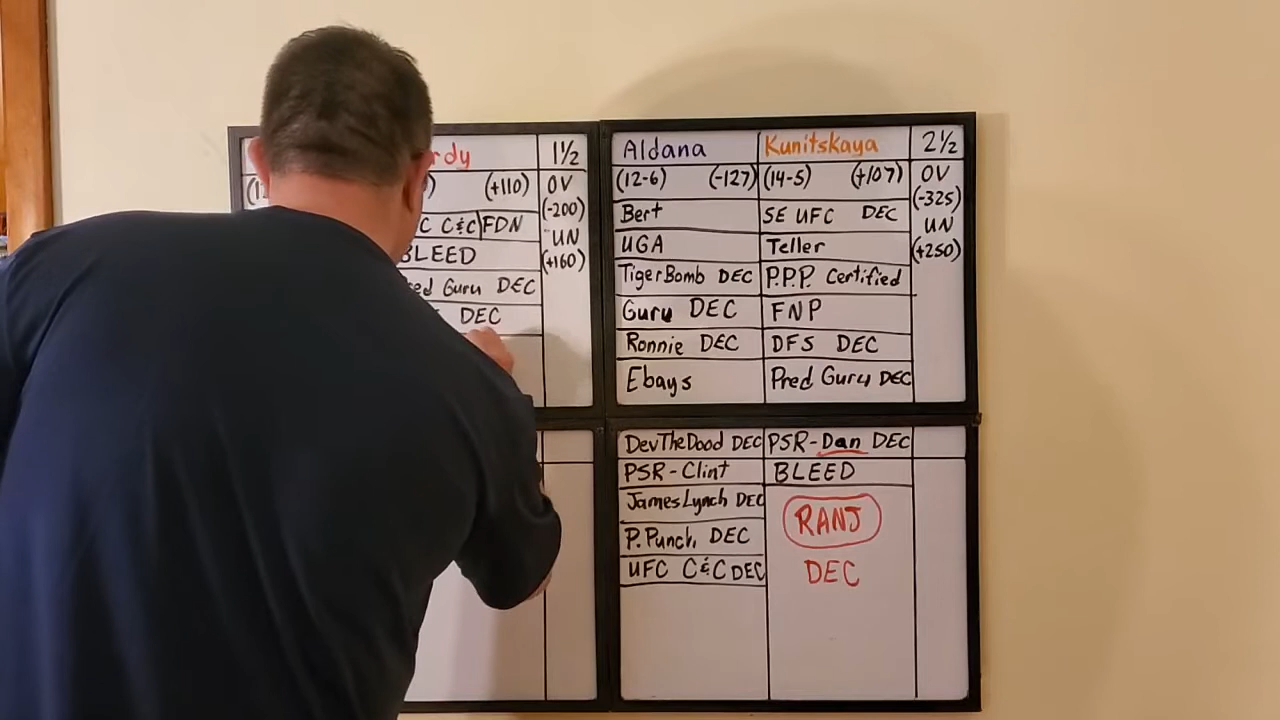 rdy 1½
(+110) OV
(-200)
C C&C FDN
UN
BLEED
(+160)
ed Guru DEC
DEC
Aldana Kunitskaya 2½
(12-6) (-127) (14-5) (+107) OV
(-325)
Bert SE UFC DEC
UN
UGA Teller (+250)
TigerBomb DEC P.P.P. Certified
Guru DEC FNP
Ronnie DEC DFS DEC
Ebays Pred Guru DEC
DevTheDood DEC PSR-Dan DEC
PSR-Clint BLEED
James Lynch DEC RANJ
P.Punch, DEC
UFC C&C DEC DEC